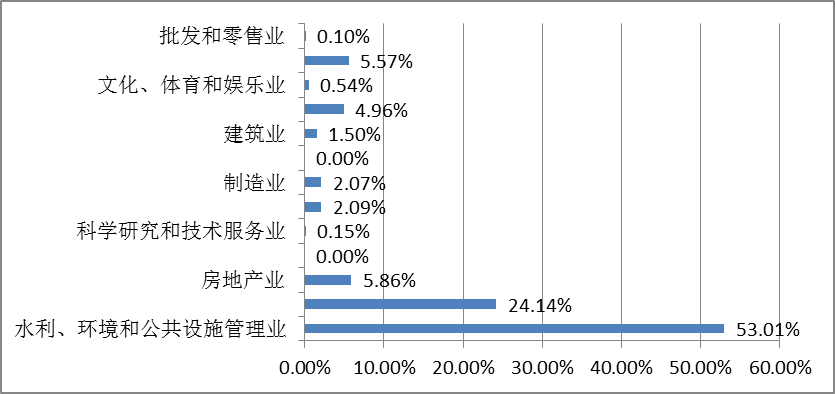 批发和零售业 0.10%
5.57%
文化、体育和娱乐业 0.54%
4.96%
建筑业 1.50%
0.00%
制造业 2.07%
2.09%
科学研究和技术服务业 0.15%
0.00%
房地产业 5.86%
24.14%
水利、环境和公共设施管理业 53.01%
0.00% 10.00% 20.00% 30.00% 40.00% 50.00% 60.00%